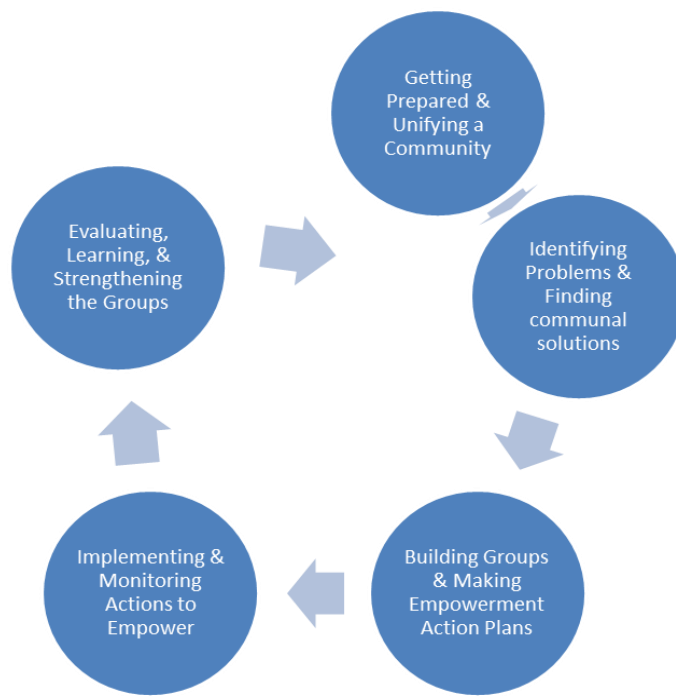 Getting
Prepared &
Unifying a
Community
Identifying
Problems &
Finding
communal
solutions
Building Groups
& Making
Empowerment
Action Plans
Implementing &
Monitoring
Actions to
Empower
Evaluating,
Learning, &
Strengthening
the Groups